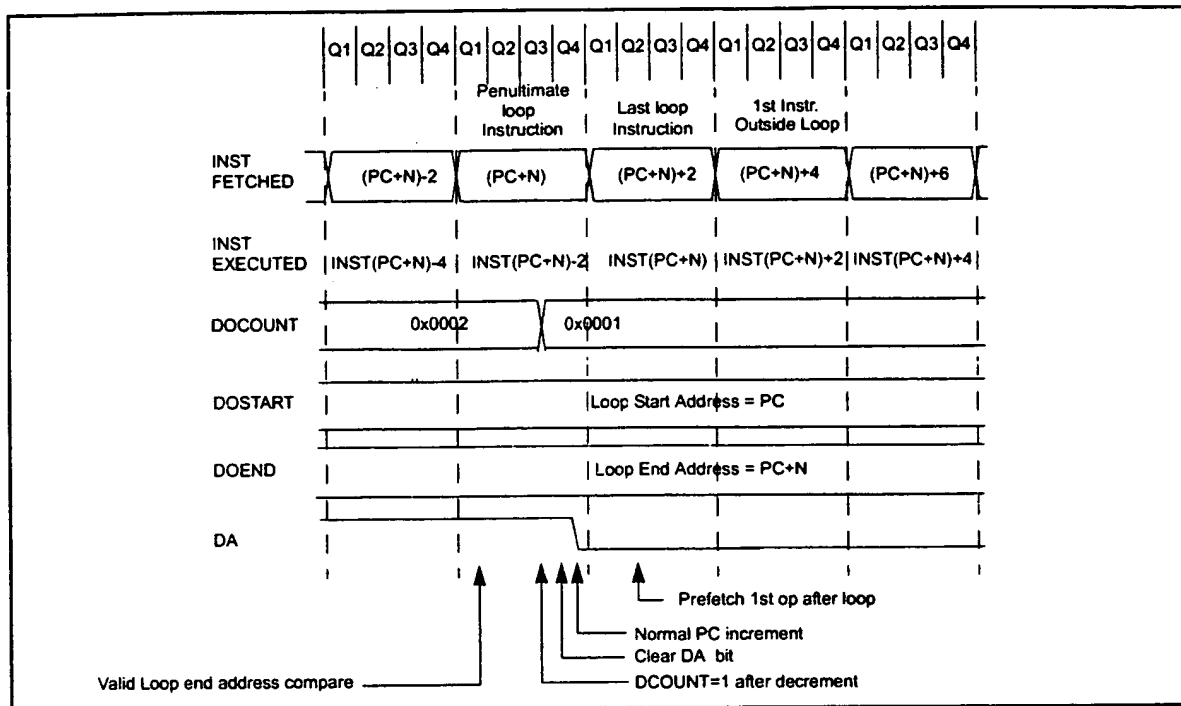 Q1 Q2 Q3 Q4 Q1 Q2 Q3 Q4 Q1 Q2 Q3 Q4 Q1 Q2 Q3 Q4 Q1 Q2 Q3 Q4
Penultimate
loop
Instruction
Last loop
Instruction
1st Instr.
Outside Loop
INST
FETCHED
(PC+N)-2 (PC+N) (PC+N)+2 (PC+N)+4 (PC+N)+6
INST
EXECUTED
INST(PC+N)-4 INST(PC+N)-2 INST(PC+N) INST(PC+N)+2 INST(PC+N)+4
DOCOUNT 0x0002 0x0001
DOSTART Loop Start Address = PC
DOEND Loop End Address = PC+N
DA
Prefetch 1st op after loop
Normal PC increment
Clear DA bit
Valid Loop end address compare
DCOUNT=1 after decrement